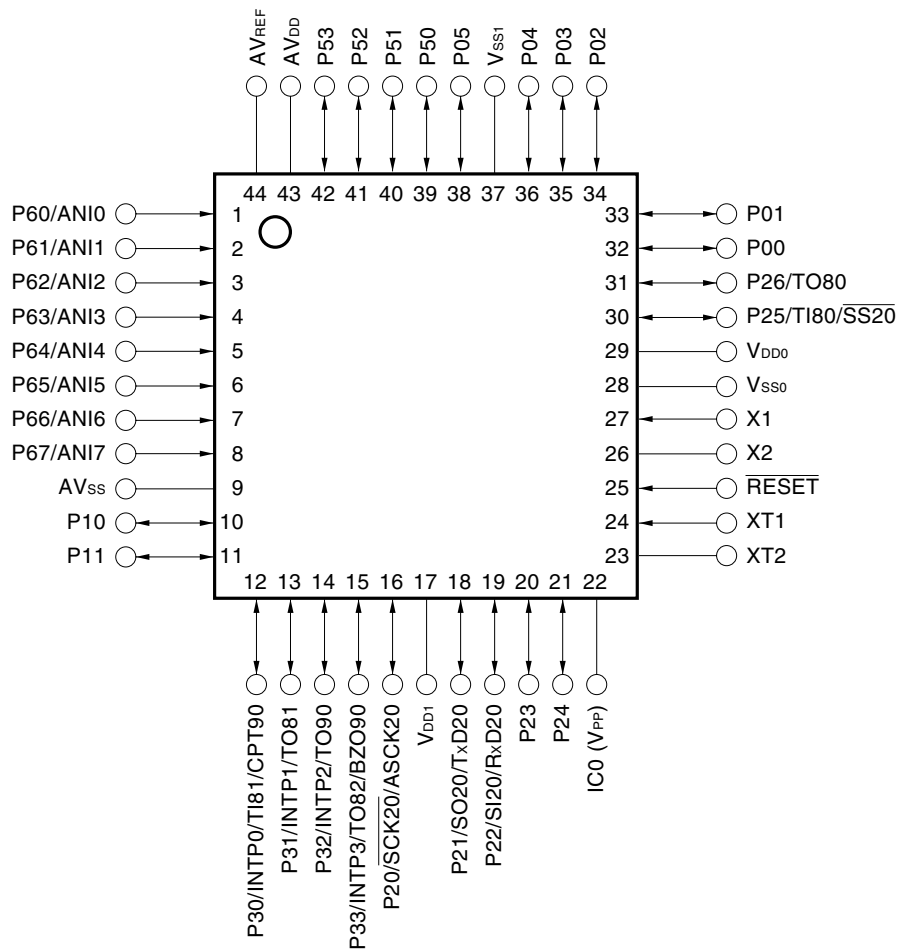 AVREF
AVDD
P53
P52
P51
P50
P05
VSS1
P04
P03
P02
44 43 42 41 40 39 38 37 36 35 34
P60/ANI0 1
P61/ANI1 2
P62/ANI2 3
P63/ANI3 4
P64/ANI4 5
P65/ANI5 6
P66/ANI6 7
P67/ANI7 8
AVSS 9
P10 10
P11 11
33 P01
32 P00
31 P26/TO80
30 P25/TI80/SS20
29 VDD0
28 VSS0
27 X1
26 X2
25 RESET
24 XT1
23 XT2
12 13 14 15 16 17 18 19 20 21 22
P30/INTP0/TI81/CPT90
P31/INTP1/TO81
P32/INTP2/TO90
P33/INTP3/TO82/BZO90
P20/SCK20/ASCK20
VDD1
P21/SO20/TxD20
P22/SI20/RxD20
P23
P24
IC0 (VPP)